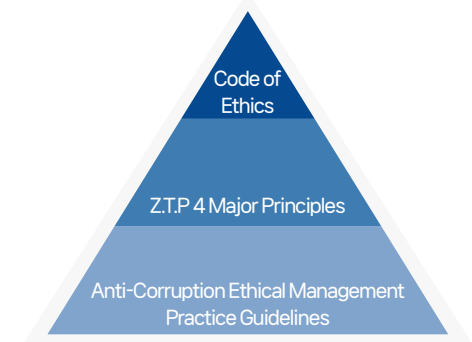 Code of
Ethics
Z.T.P 4 Major Principles
Anti-Corruption Ethical Management
Practice Guidelines